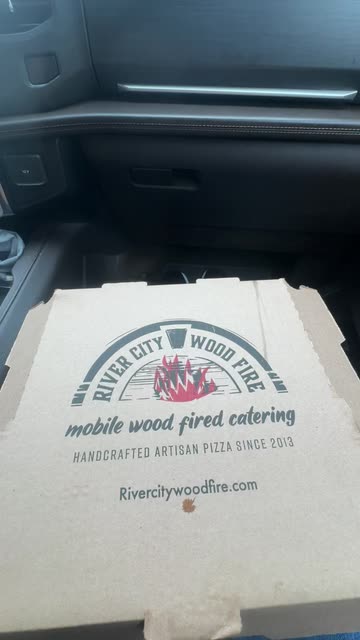 RIVER CITY WOOD FIRE
mobile wood fired catering
HANDCRAFTED ARTISAN PIZZA SINCE 2013
Rivercitywoodfire.com